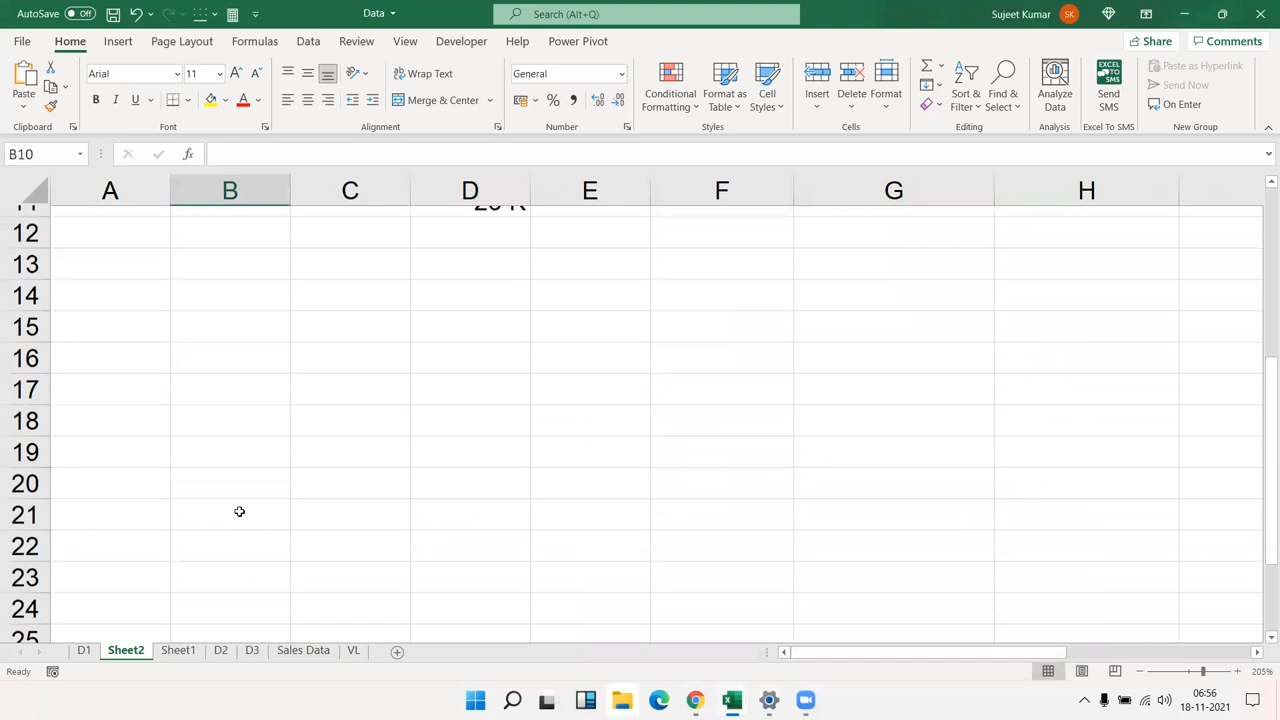 AutoSave Off Data Search (Alt+Q) Sujeet Kumar SK
File Home Insert Page Layout Formulas Data Review View Developer Help Power Pivot Share Comments
Paste
Clipboard
Arial 11
B I U A
Font
Wrap Text
Merge & Center
Alignment
General
%
Number
Conditional Formatting
Format as Table
Cell Styles
Styles
Insert Delete Format
Cells
Sort & Filter
Find & Select
Editing
Analyze Data
Analysis
EXCEL TO SMS
Send SMS
Excel To SMS
Paste as Hyperlink
Send Now
On Enter
New Group
B10 fx
A B C D E F G H
12
13
14
15
16
17
18
19
20
21
22
23
24
25
D1 Sheet2 Sheet1 D2 D3 Sales Data VL
Ready 205%
06:56
18-11-2021